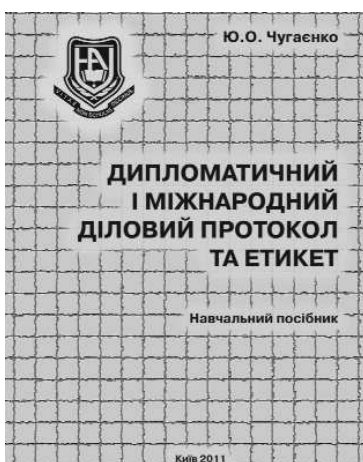 Ю.О. Чугаєнко
ДИПЛОМАТИЧНИЙ
І МІЖНАРОДНИЙ
ДІЛОВИЙ ПРОТОКОЛ
ТА ЕТИКЕТ
Навчальний посібник
Київ 2011